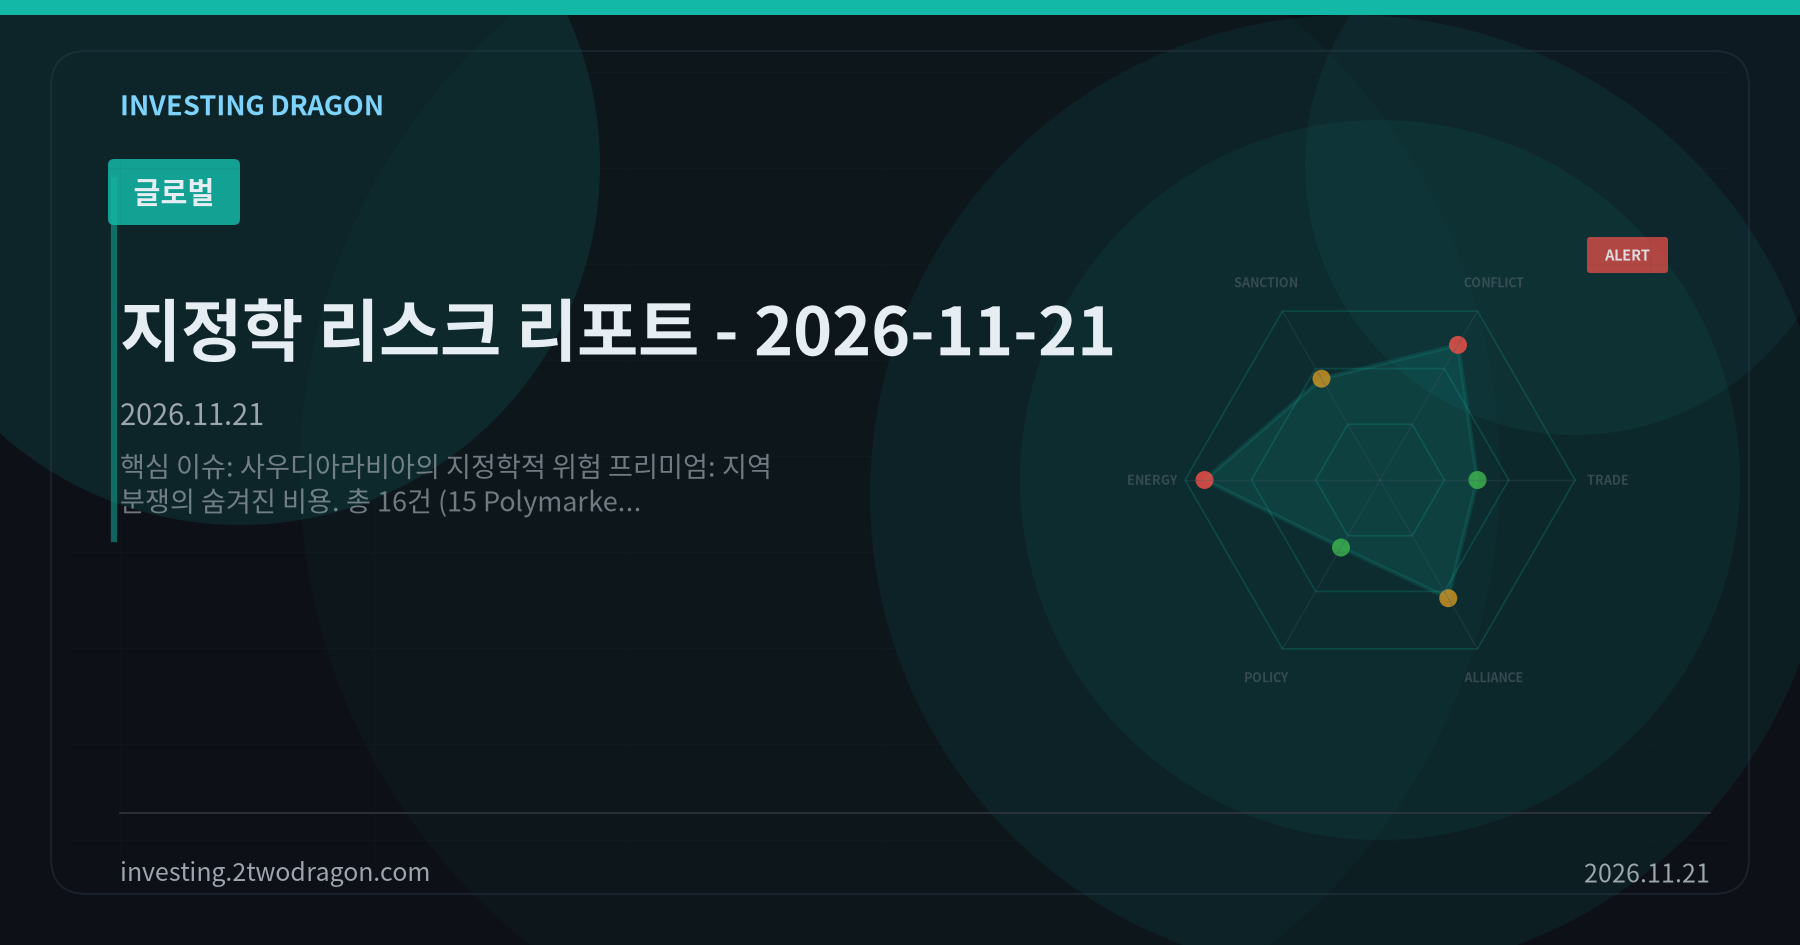 INVESTING DRAGON
글로벌
지정학 리스크 리포트 - 2026-11-21
2026.11.21
핵심 이슈: 사우디아라비아의 지정학적 위험 프리미엄: 지역
분쟁의 숨겨진 비용. 총 16건 (15 Polymarke...
ALERT
SANCTION
CONFLICT
ENERGY
TRADE
POLICY
ALLIANCE
investing.2twodragon.com
2026.11.21